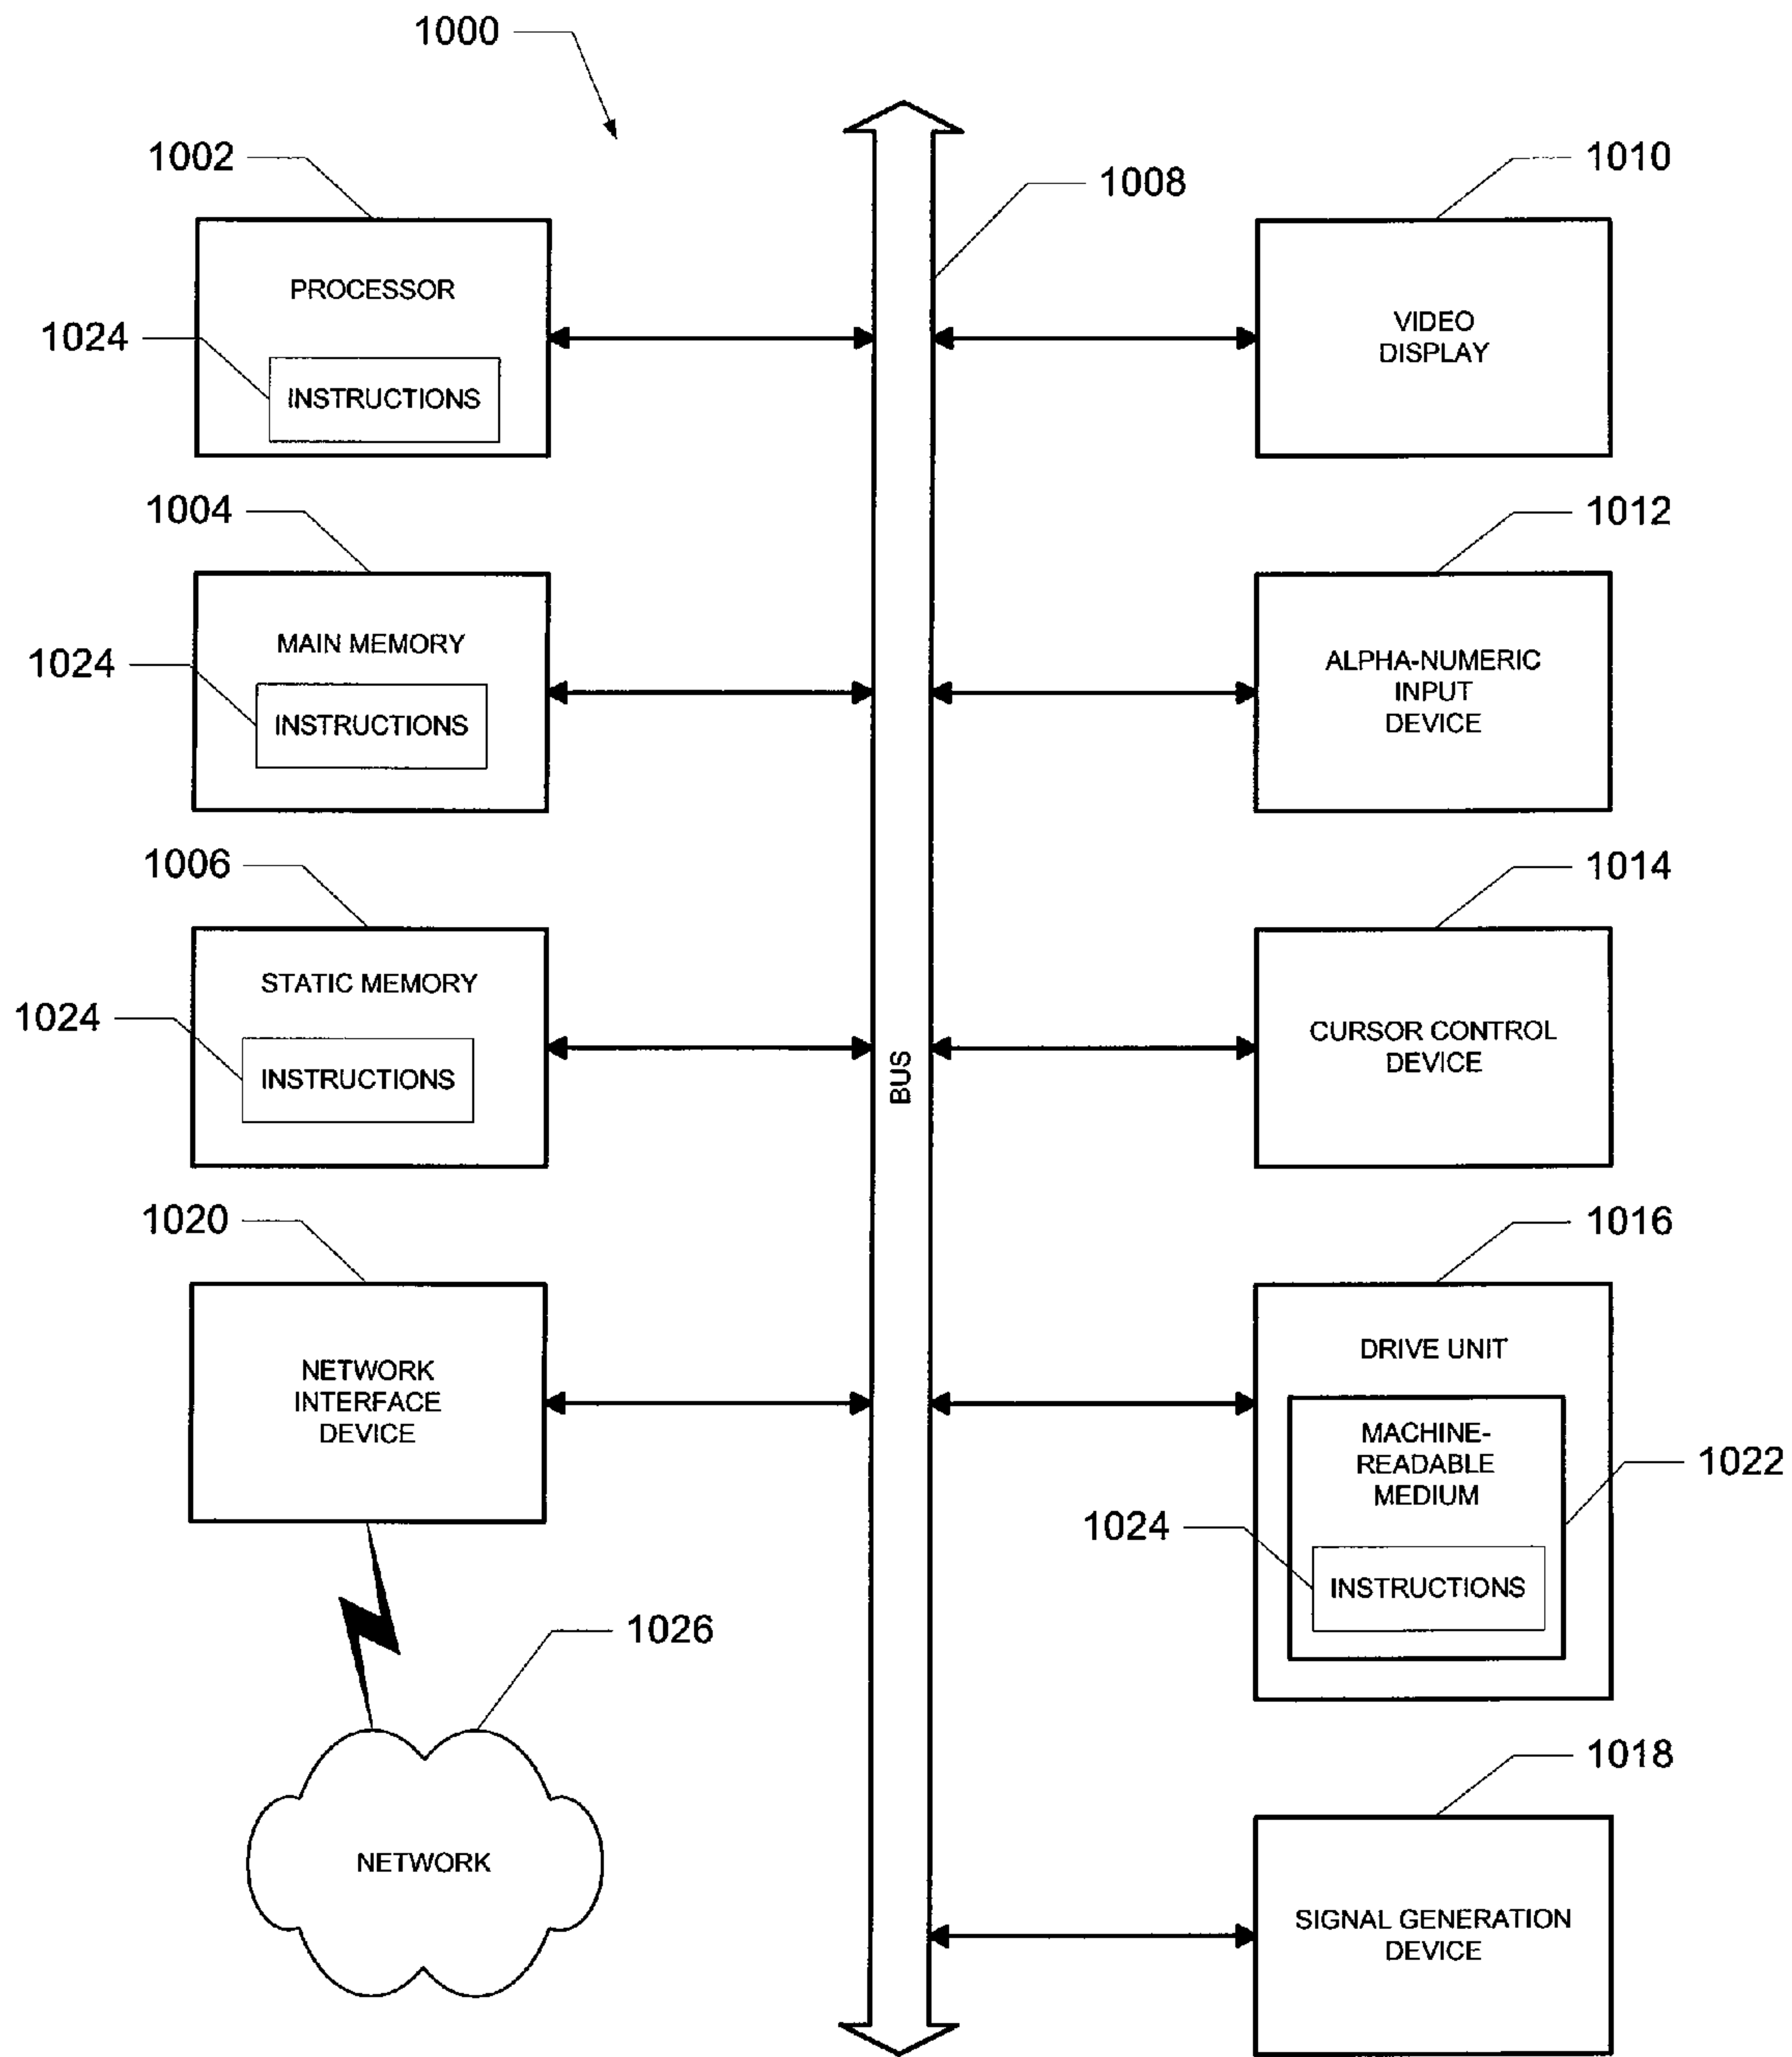 1000
1002
PROCESSOR
1024
INSTRUCTIONS
1004
MAIN MEMORY
1024
INSTRUCTIONS
1006
STATIC MEMORY
1024
INSTRUCTIONS
1020
NETWORK
INTERFACE
DEVICE
1026
NETWORK
1008
BUS
1010
VIDEO
DISPLAY
1012
ALPHA-NUMERIC
INPUT
DEVICE
1014
CURSOR CONTROL
DEVICE
1016
DRIVE UNIT
MACHINE-
READABLE
MEDIUM
1022
1024
INSTRUCTIONS
1018
SIGNAL GENERATION
DEVICE